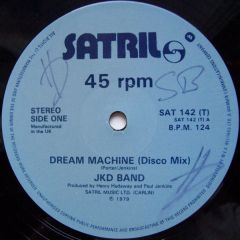 SATRIL
45 rpm
STEREO
SIDE ONE
Manufactured
in the UK
SAT 142 (T)
SAT 142 (T) A
B.P.M. 124
DREAM MACHINE (Disco Mix)
(Porter/Jenkins)
JKD BAND
Produced by Henry Hadaway and Paul Jenkins
SATRIL MUSIC LTD. (CARLIN)
℗ 1979
SB